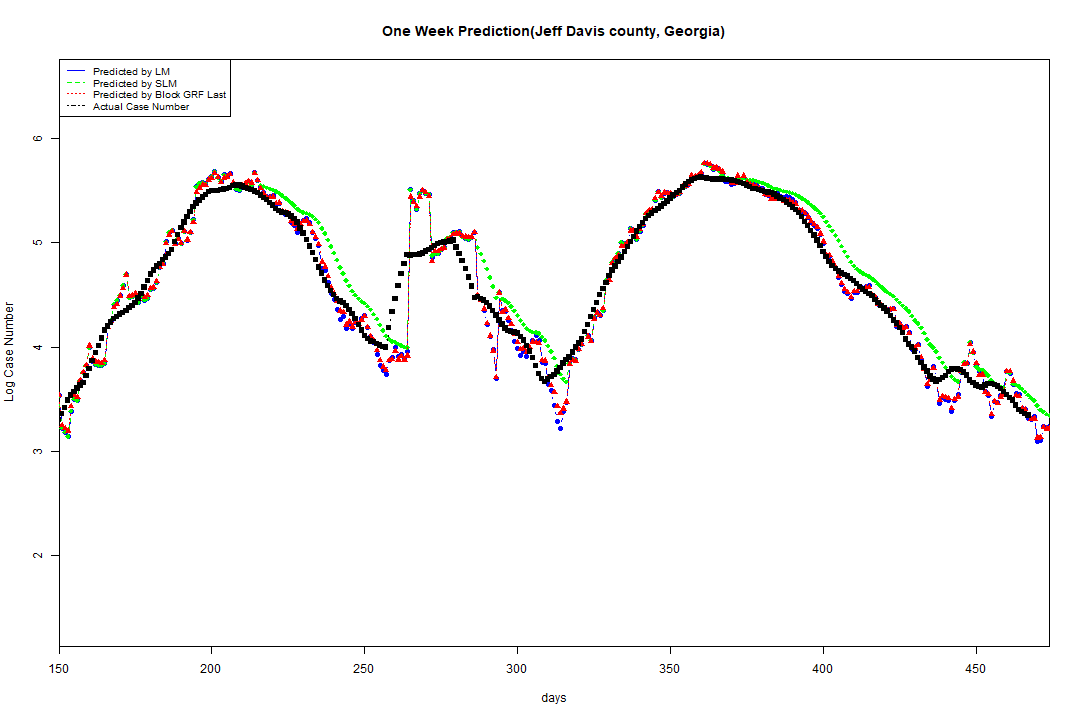 One Week Prediction(Jeff Davis county, Georgia)
Predicted by LM
Predicted by SLM
Predicted by Block GRF Last
Actual Case Number
Log Case Number
6
5
4
3
2
150 200 250 300 350 400 450
days